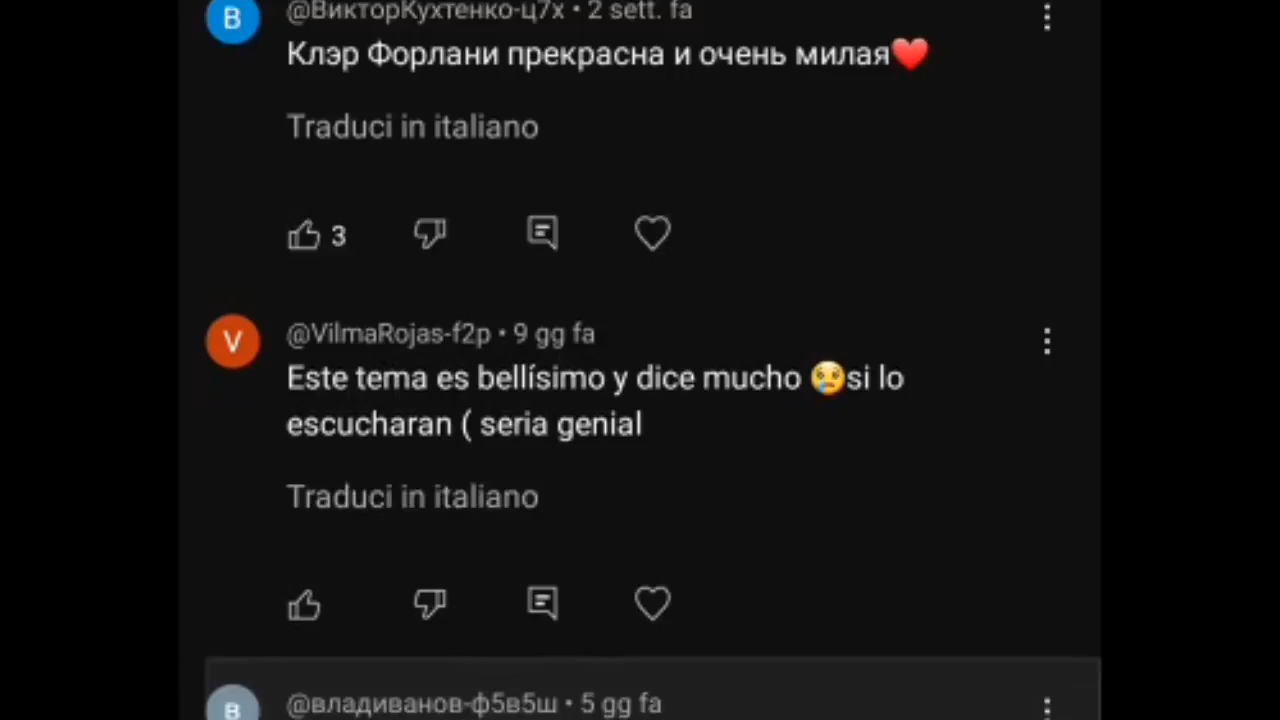 В
@ВикторКухтенко-ц7х • 2 sett. fa
Клэр Форлани прекрасна и очень милая❤️
Traduci in italiano
3
V
@VilmaRojas-f2p • 9 gg fa
Este tema es bellísimo y dice mucho 😢si lo
escucharan ( seria genial
Traduci in italiano
в
@владиванов-ф5в5ш • 5 gg fa